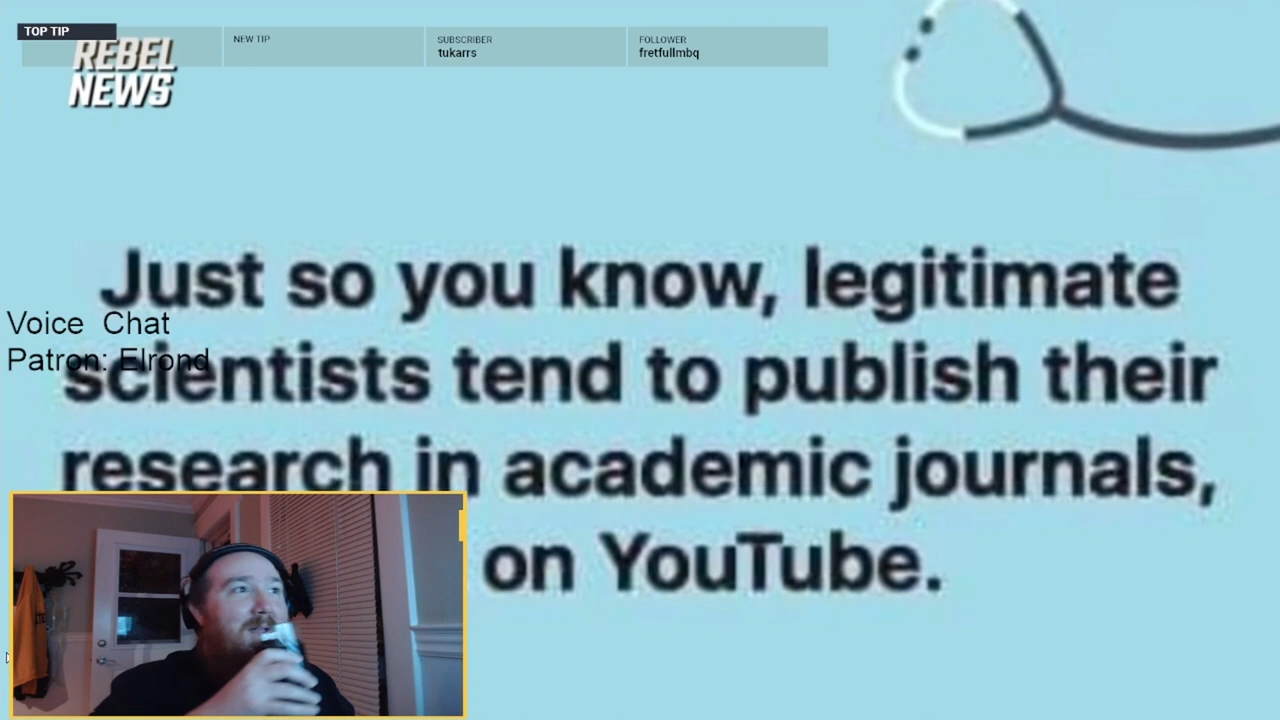 TOP TIP
NEW TIP
SUBSCRIBER
tukarrs
FOLLOWER
fretfullmbq
REBEL
NEWS
Just so you know, legitimate
Voice Chat
Patron: Elrond
scientists tend to publish their
research in academic journals,
on YouTube.